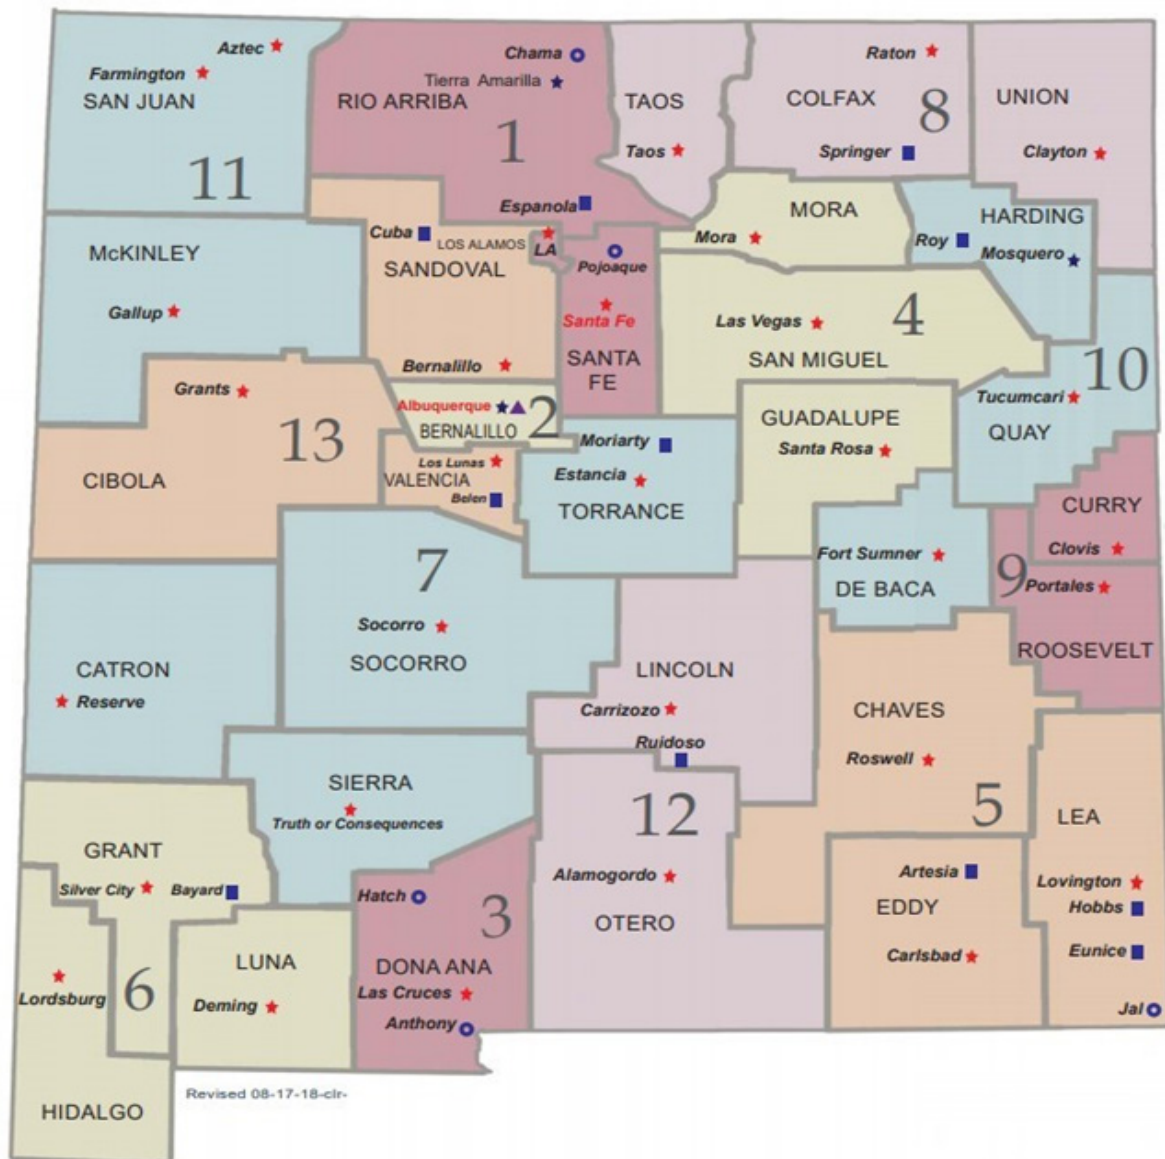 Aztec
Farmington
SAN JUAN
11
Chama
Tierra Amarilla
RIO ARRIBA
1
Espanola
TAOS
Taos
Raton
COLFAX
8
Springer
UNION
Clayton
McKINLEY
Gallup
Cuba
LOS ALAMOS
LA
SANDOVAL
Bernalillo
Pojoaque
Santa Fe
SANTA
FE
MORA
Mora
HARDING
Roy
Mosquero
Las Vegas
4
SAN MIGUEL
10
Tucumcari
QUAY
Grants
13
CIBOLA
Albuquerque
2
BERNALILLO
Los Lunas
VALENCIA
Belen
Moriarty
Estancia
TORRANCE
GUADALUPE
Santa Rosa
CURRY
Clovis
9
Portales
ROOSEVELT
Fort Sumner
DE BACA
7
Socorro
SOCORRO
CATRON
Reserve
LINCOLN
Carrizozo
Ruidoso
CHAVES
Roswell
5
LEA
SIERRA
Truth or Consequences
12
Alamogordo
OTERO
GRANT
Silver City
Bayard
Hatch
3
DONA ANA
Las Cruces
Anthony
Artesia
EDDY
Carlsbad
Lovington
Hobbs
Eunice
Jal
LUNA
Deming
Lordsburg
6
HIDALGO
Revised 08-17-18-clr-